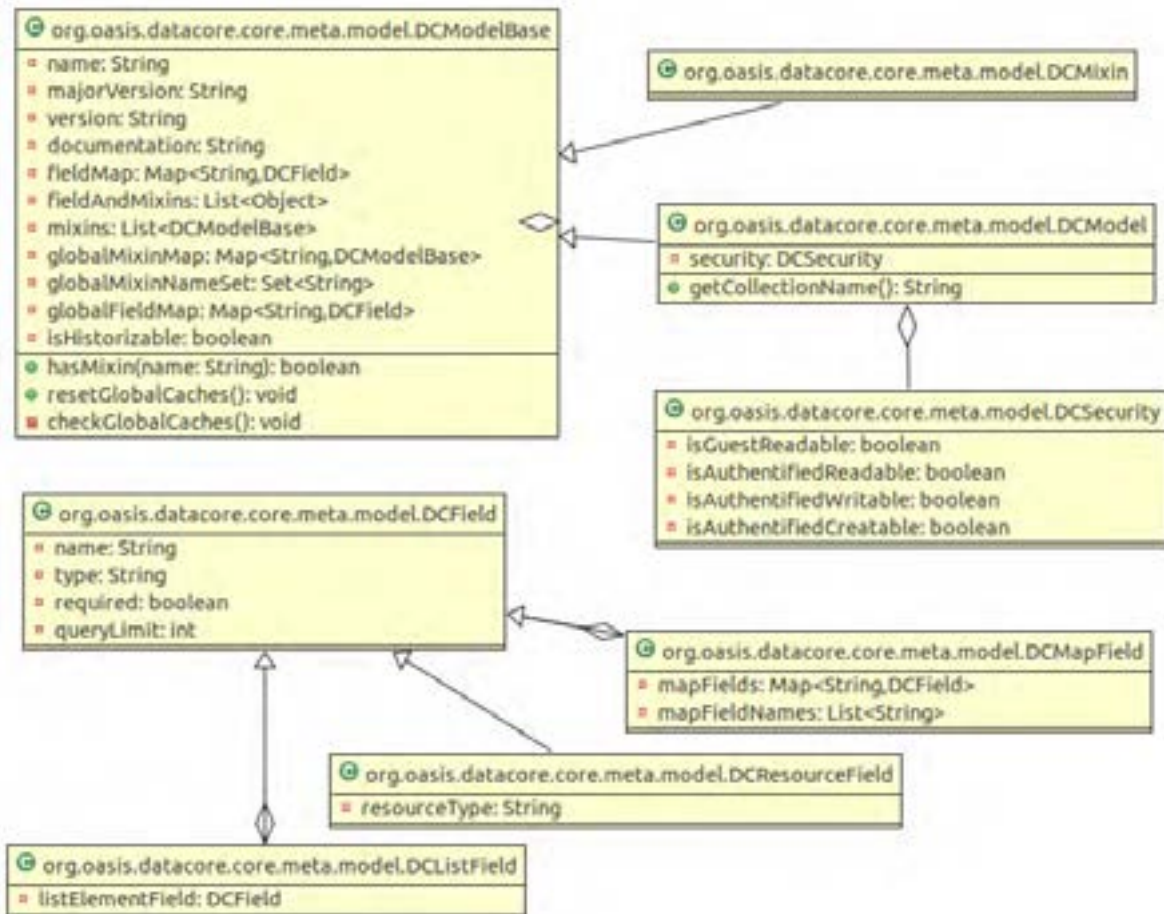 org.oasis.datacore.core.meta.model.DCModelBase
name: String
majorVersion: String
version: String
documentation: String
fieldMap: Map<String,DCField>
fieldAndMixins: List<Object>
mixins: List<DCModelBase>
globalMixinMap: Map<String,DCModelBase>
globalMixinNameSet: Set<String>
globalFieldMap: Map<String,DCField>
isHistorizable: boolean
hasMixin(name: String): boolean
resetGlobalCaches(): void
checkGlobalCaches(): void
org.oasis.datacore.core.meta.model.DCMixin
org.oasis.datacore.core.meta.model.DCModel
security: DCSecurity
getCollectionName(): String
org.oasis.datacore.core.meta.model.DCSecurity
isGuestReadable: boolean
isAuthentifiedReadable: boolean
isAuthentifiedWritable: boolean
isAuthentifiedCreatable: boolean
org.oasis.datacore.core.meta.model.DCField
name: String
type: String
required: boolean
queryLimit: int
org.oasis.datacore.core.meta.model.DCMapField
mapFields: Map<String,DCField>
mapFieldNames: List<String>
org.oasis.datacore.core.meta.model.DCResourceField
resourceType: String
org.oasis.datacore.core.meta.model.DCListField
listElementField: DCField